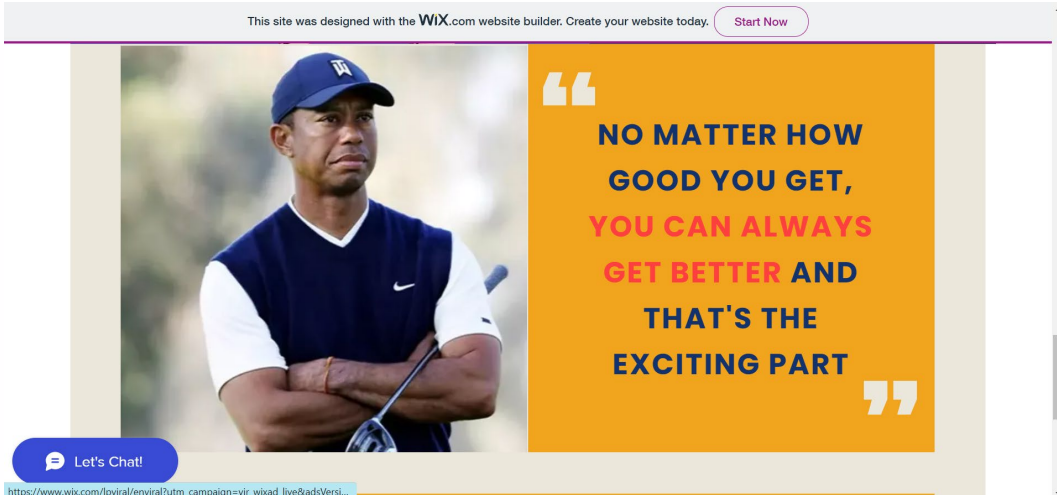 This site was designed with the WiX.com website builder. Create your website today. Start Now
“
NO MATTER HOW
GOOD YOU GET,
YOU CAN ALWAYS
GET BETTER AND
THAT'S THE
EXCITING PART
”
Let's Chat!
https://www.wix.com/lpviral/enviral?utm_campaign=vir_wixad_live&adsVersi...